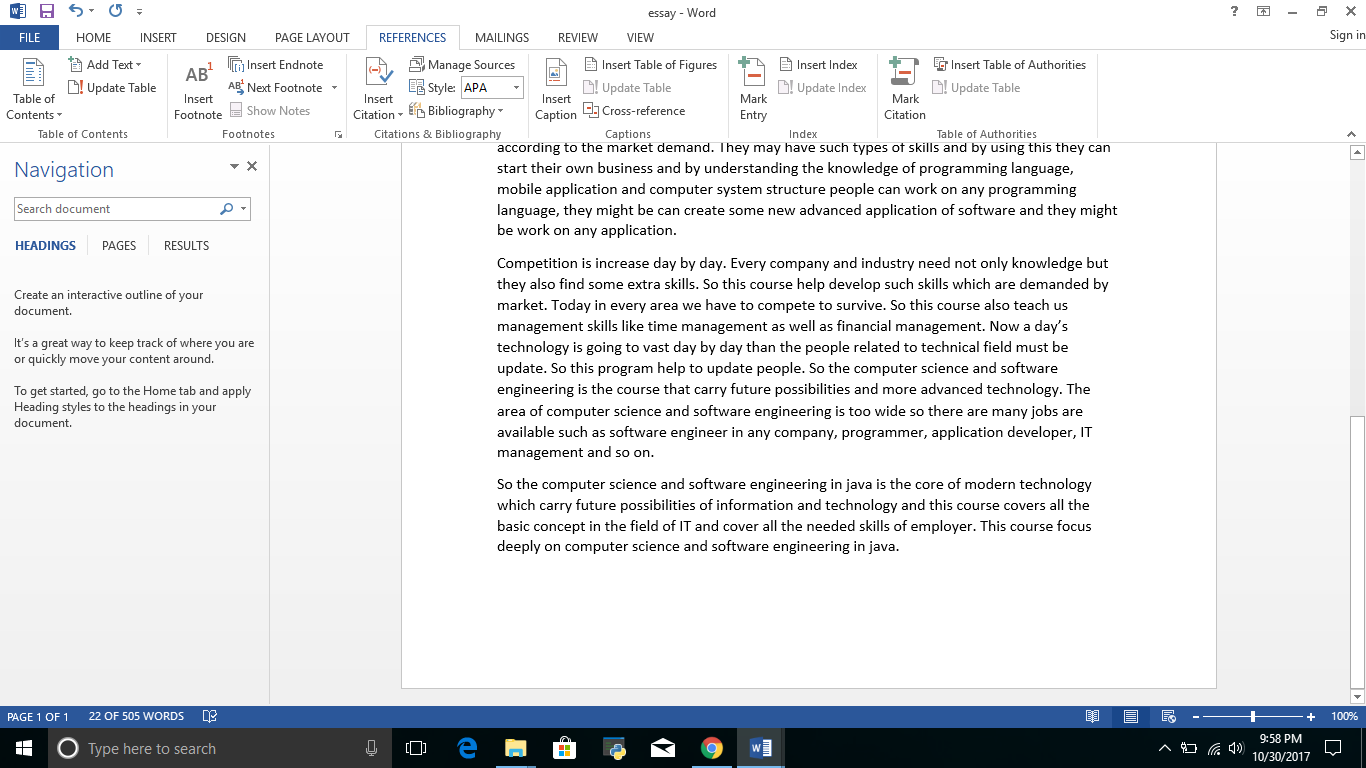 essay - Word
Sign in
FILE HOME INSERT DESIGN PAGE LAYOUT REFERENCES MAILINGS REVIEW VIEW
Table of Contents
Add Text
Update Table
Table of Contents
AB1
Insert Footnote
Insert Endnote
Next Footnote
Show Notes
Footnotes
Insert Citation
Manage Sources
Style: APA
Bibliography
Citations & Bibliography
Insert Caption
Insert Table of Figures
Update Table
Cross-reference
Captions
Mark Entry
Insert Index
Update Index
Index
Mark Citation
Insert Table of Authorities
Update Table
Table of Authorities
Navigation
Search document
HEADINGS PAGES RESULTS
Create an interactive outline of your
document.
It's a great way to keep track of where you are
or quickly move your content around.
To get started, go to the Home tab and apply
Heading styles to the headings in your
document.
according to the market demand. They may have such types of skills and by using this they can
start their own business and by understanding the knowledge of programming language,
mobile application and computer system structure people can work on any programming
language, they might be can create some new advanced application of software and they might
be work on any application.
Competition is increase day by day. Every company and industry need not only knowledge but
they also find some extra skills. So this course help develop such skills which are demanded by
market. Today in every area we have to compete to survive. So this course also teach us
management skills like time management as well as financial management. Now a day's
technology is going to vast day by day than the people related to technical field must be
update. So this program help to update people. So the computer science and software
engineering is the course that carry future possibilities and more advanced technology. The
area of computer science and software engineering is too wide so there are many jobs are
available such as software engineer in any company, programmer, application developer, IT
management and so on.
So the computer science and software engineering in java is the core of modern technology
which carry future possibilities of information and technology and this course covers all the
basic concept in the field of IT and cover all the needed skills of employer. This course focus
deeply on computer science and software engineering in java.
PAGE 1 OF 1 22 OF 505 WORDS
100%
Type here to search
9:58 PM
10/30/2017